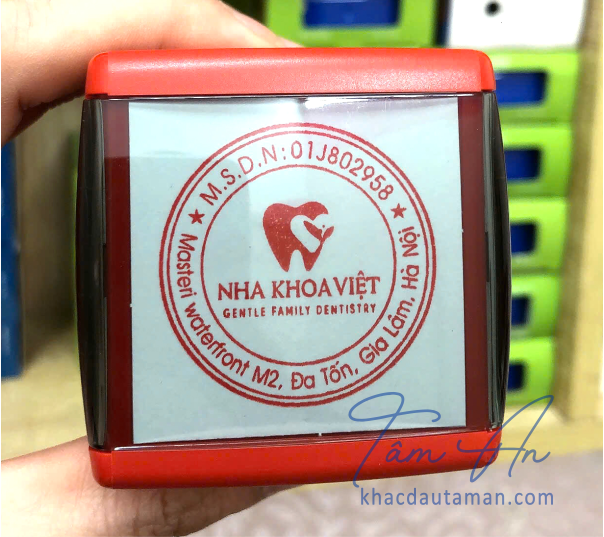 ★ M.S.D.N: 01J802958 ★
NHA KHOA VIỆT
GENTLE FAMILY DENTISTRY
Masteri waterfront M2, Đa Tốn, Gia Lâm. Hà Nội
Tâm An
khacdautaman.com